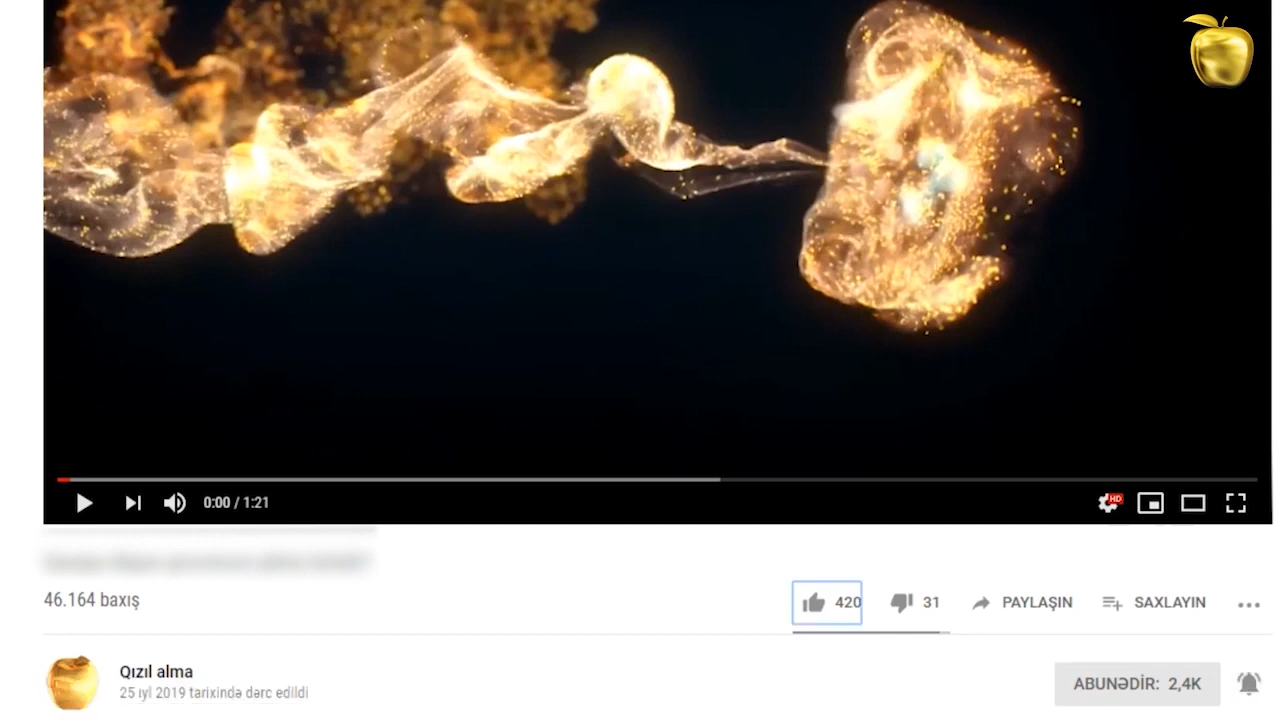 0:00 / 1:21
HD
46.164 baxış
420
31
PAYLAŞIN
SAXLAYIN
Qızıl alma
25 iyl 2019 tarixində dərc edildi
ABUNƏDİR: 2,4K